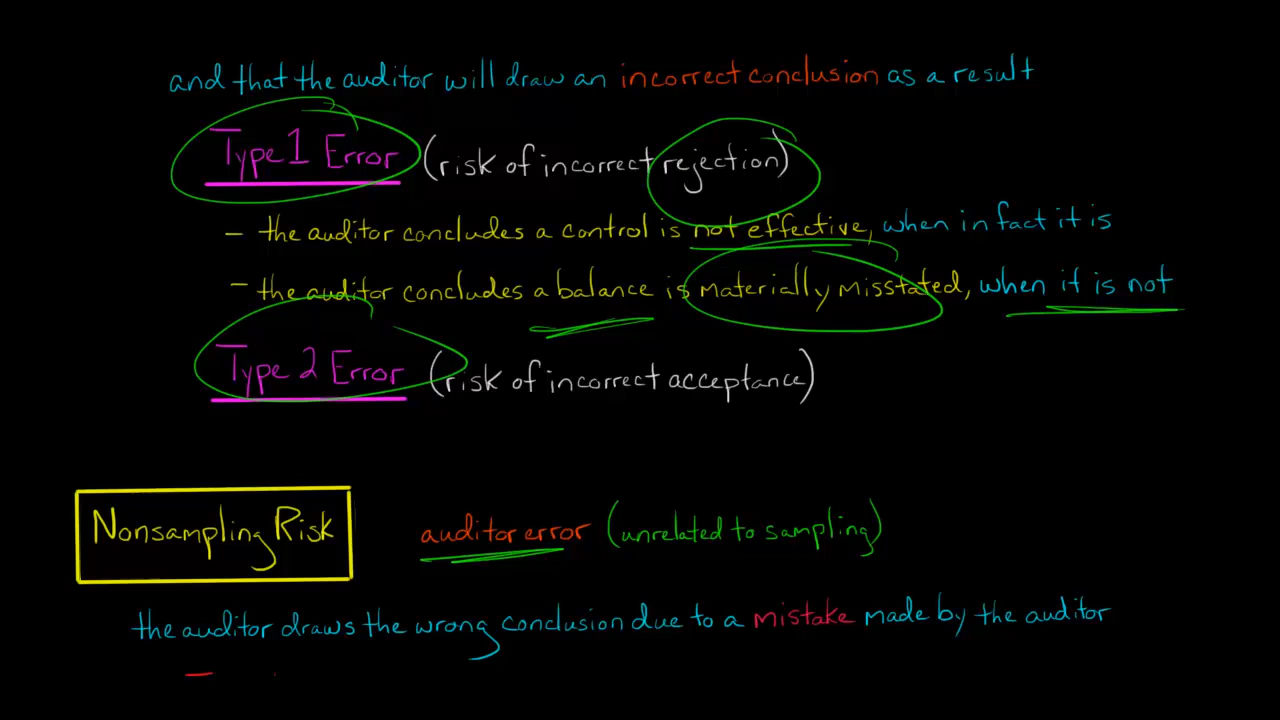 and that the auditor will draw an incorrect conclusion as a result
Type 1 Error (risk of incorrect rejection)
- the auditor concludes a control is not effective, when in fact it is
- the auditor concludes a balance is materially misstated, when it is not
Type 2 Error (risk of incorrect acceptance)
Nonsampling Risk auditor error (unrelated to sampling)
the auditor draws the wrong conclusion due to a mistake made by the auditor